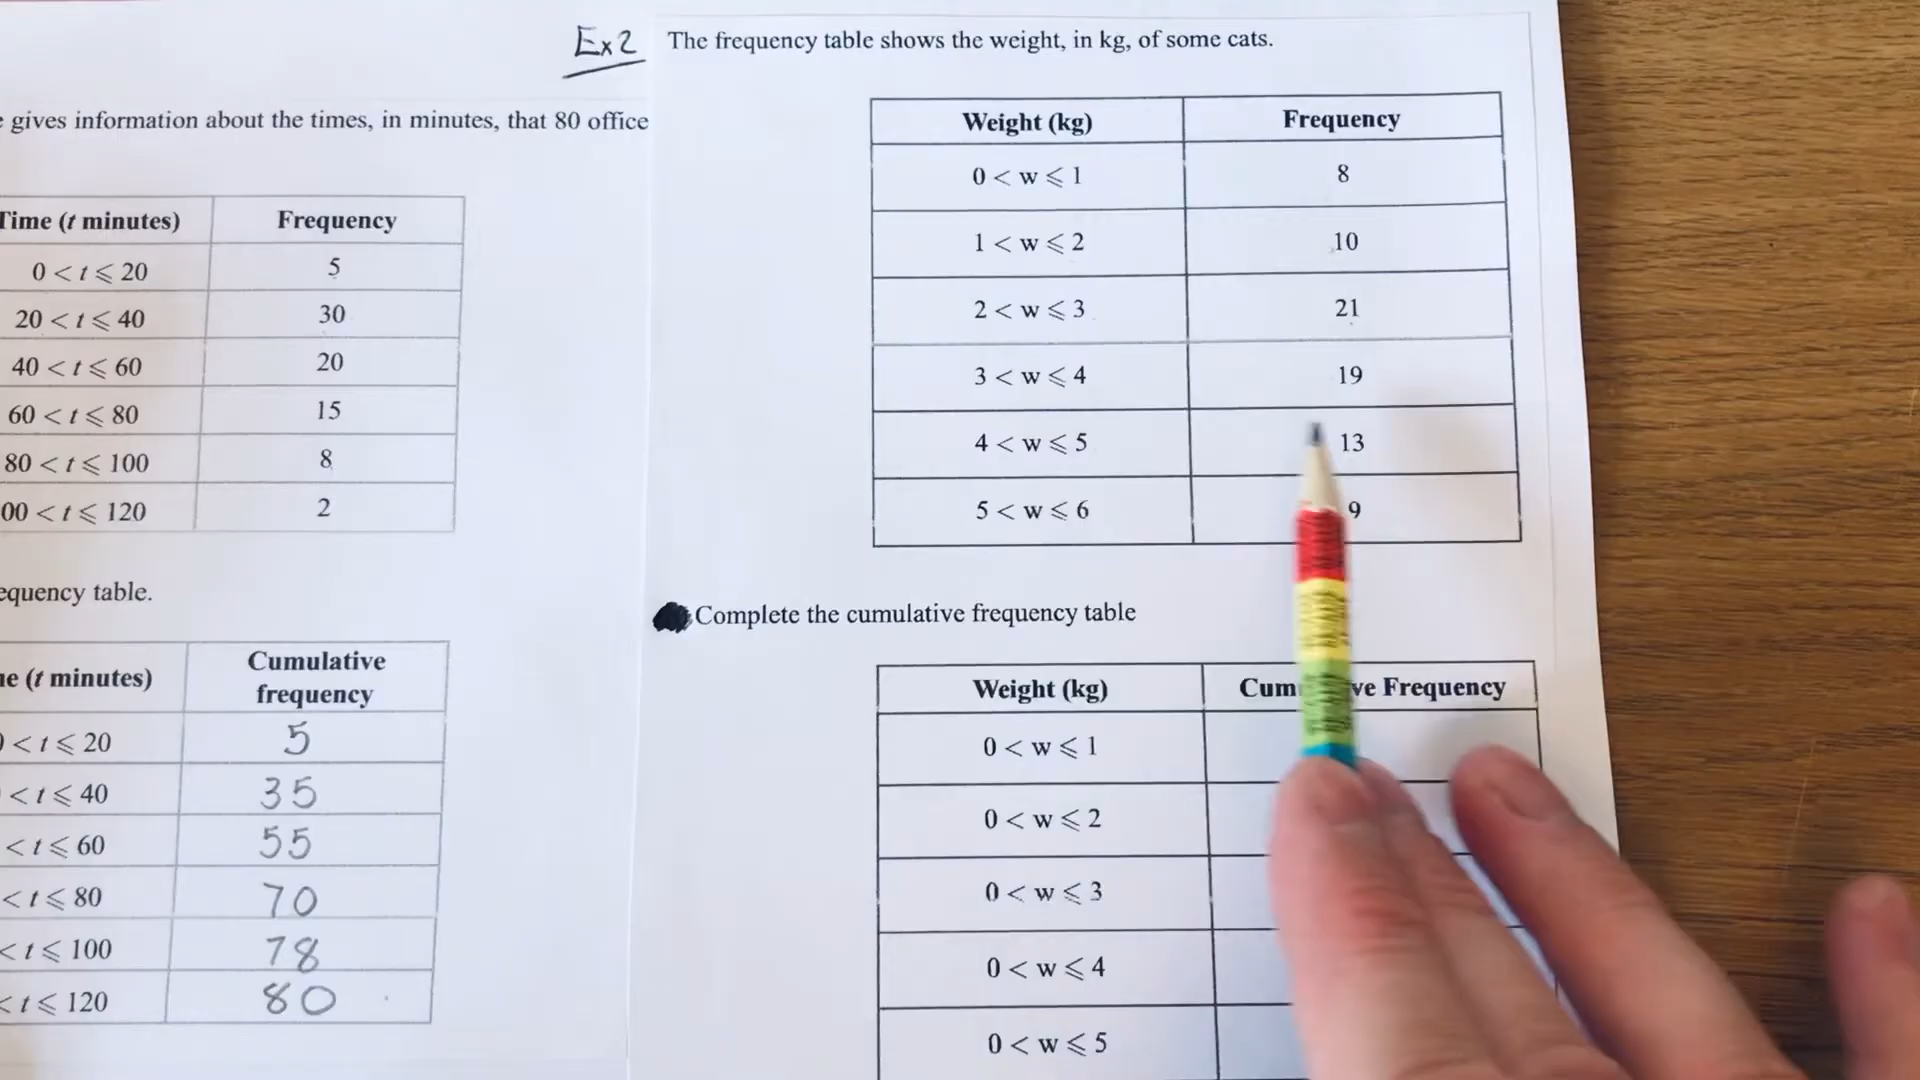 gives information about the times, in minutes, that 80 office
Time (t minutes) Frequency
0 < t ⩽ 20 5
20 < t ⩽ 40 30
40 < t ⩽ 60 20
60 < t ⩽ 80 15
80 < t ⩽ 100 8
00 < t ⩽ 120 2
equency table.
e (t minutes) Cumulative frequency
< t ⩽ 20 5
< t ⩽ 40 35
< t ⩽ 60 55
< t ⩽ 80 70
< t ⩽ 100 78
< t ⩽ 120 80
Ex2 The frequency table shows the weight, in kg, of some cats.
Weight (kg) Frequency
0 < w ⩽ 1 8
1 < w ⩽ 2 10
2 < w ⩽ 3 21
3 < w ⩽ 4 19
4 < w ⩽ 5 13
5 < w ⩽ 6 9
Complete the cumulative frequency table
Weight (kg) Cum ve Frequency
0 < w ⩽ 1
0 < w ⩽ 2
0 < w ⩽ 3
0 < w ⩽ 4
0 < w ⩽ 5